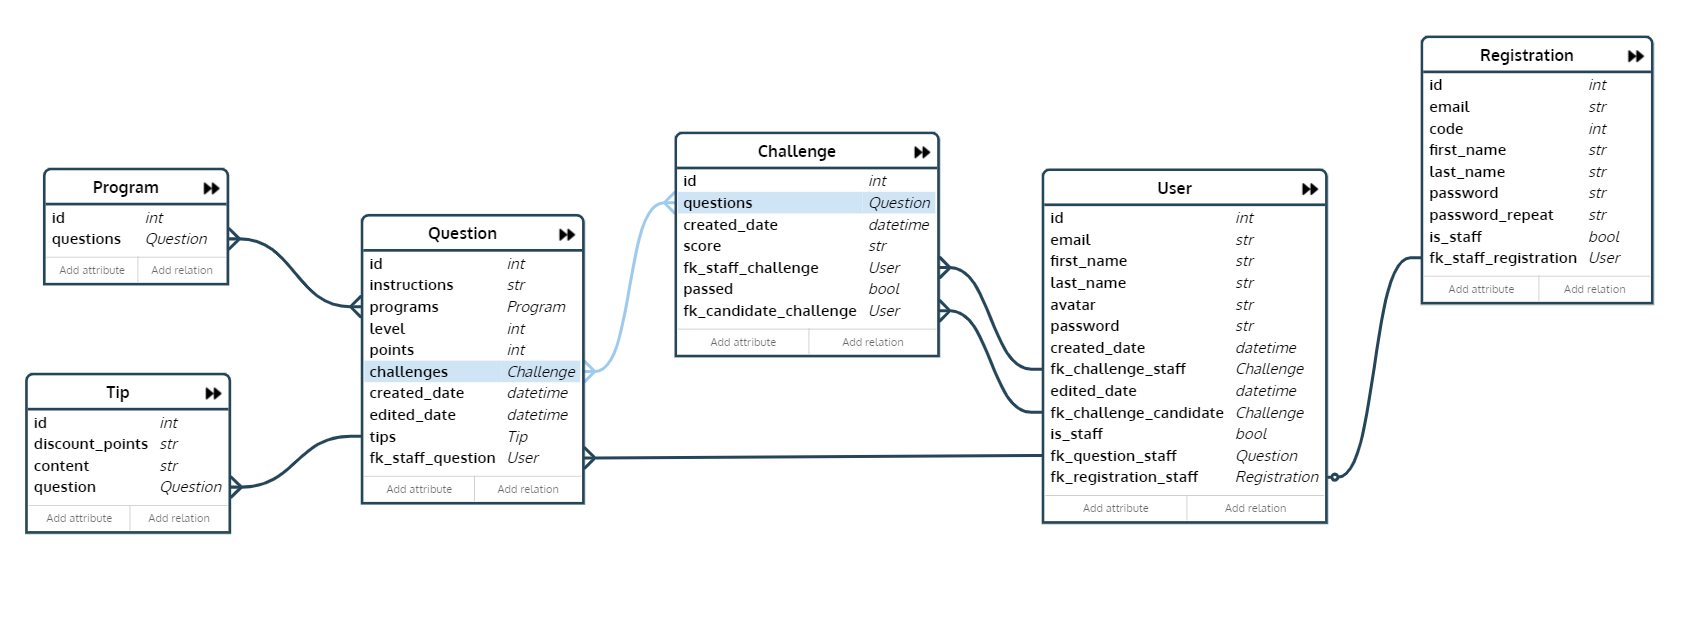 Program
id int
questions Question
Add attribute Add relation
Tip
id int
discount_points str
content str
question Question
Add attribute Add relation
Question
id int
instructions str
programs Program
level int
points int
challenges Challenge
created_date datetime
edited_date datetime
tips Tip
fk_staff_question User
Add attribute Add relation
Challenge
id int
questions Question
created_date datetime
score str
fk_staff_challenge User
passed bool
fk_candidate_challenge User
Add attribute Add relation
User
id int
email str
first_name str
last_name str
avatar str
password str
created_date datetime
fk_challenge_staff Challenge
edited_date datetime
fk_challenge_candidate Challenge
is_staff bool
fk_question_staff Question
fk_registration_staff Registration
Add attribute Add relation
Registration
id int
email str
code int
first_name str
last_name str
password str
password_repeat str
is_staff bool
fk_staff_registration User
Add attribute Add relation